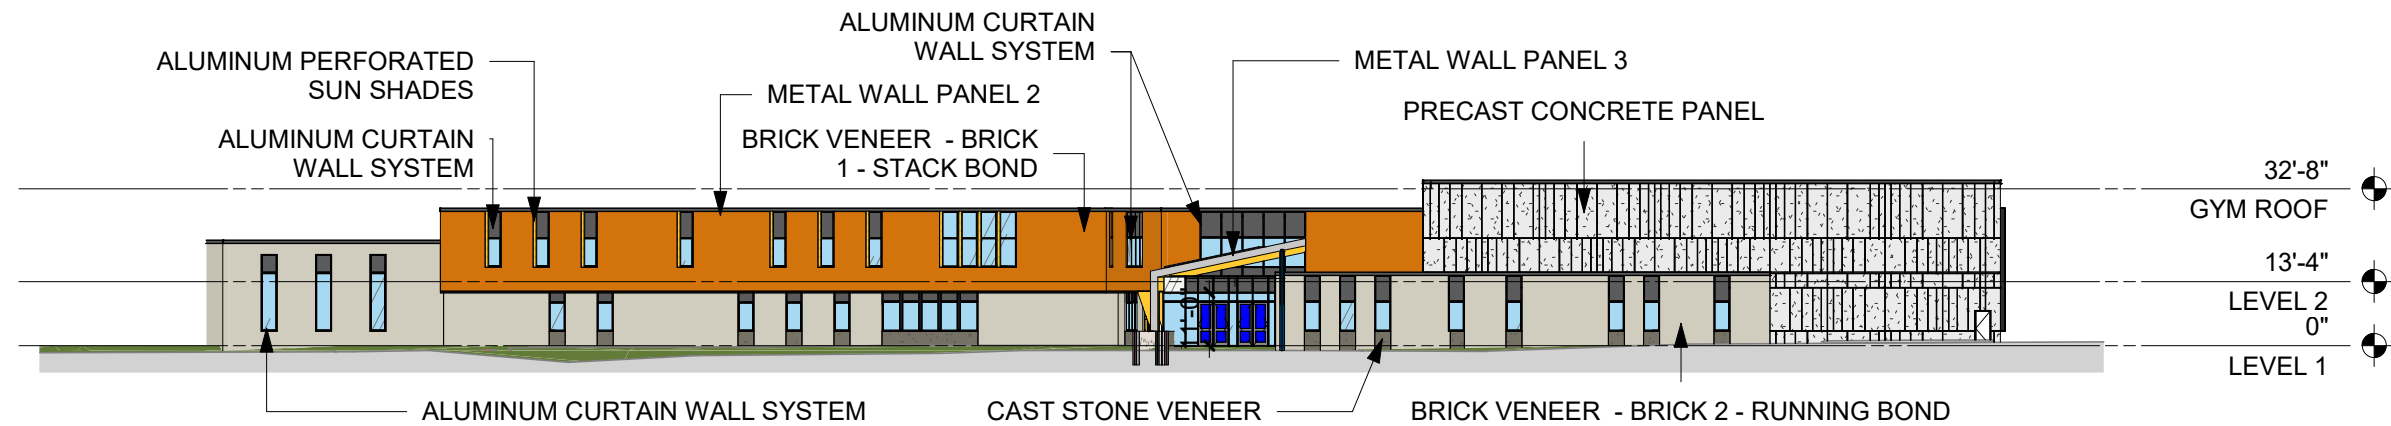 ALUMINUM CURTAIN
WALL SYSTEM
ALUMINUM PERFORATED
SUN SHADES
METAL WALL PANEL 3
METAL WALL PANEL 2
PRECAST CONCRETE PANEL
ALUMINUM CURTAIN
WALL SYSTEM
BRICK VENEER - BRICK
1 - STACK BOND
32'-8"
GYM ROOF
13'-4"
LEVEL 2
0"
LEVEL 1
ALUMINUM CURTAIN WALL SYSTEM
CAST STONE VENEER
BRICK VENEER - BRICK 2 - RUNNING BOND